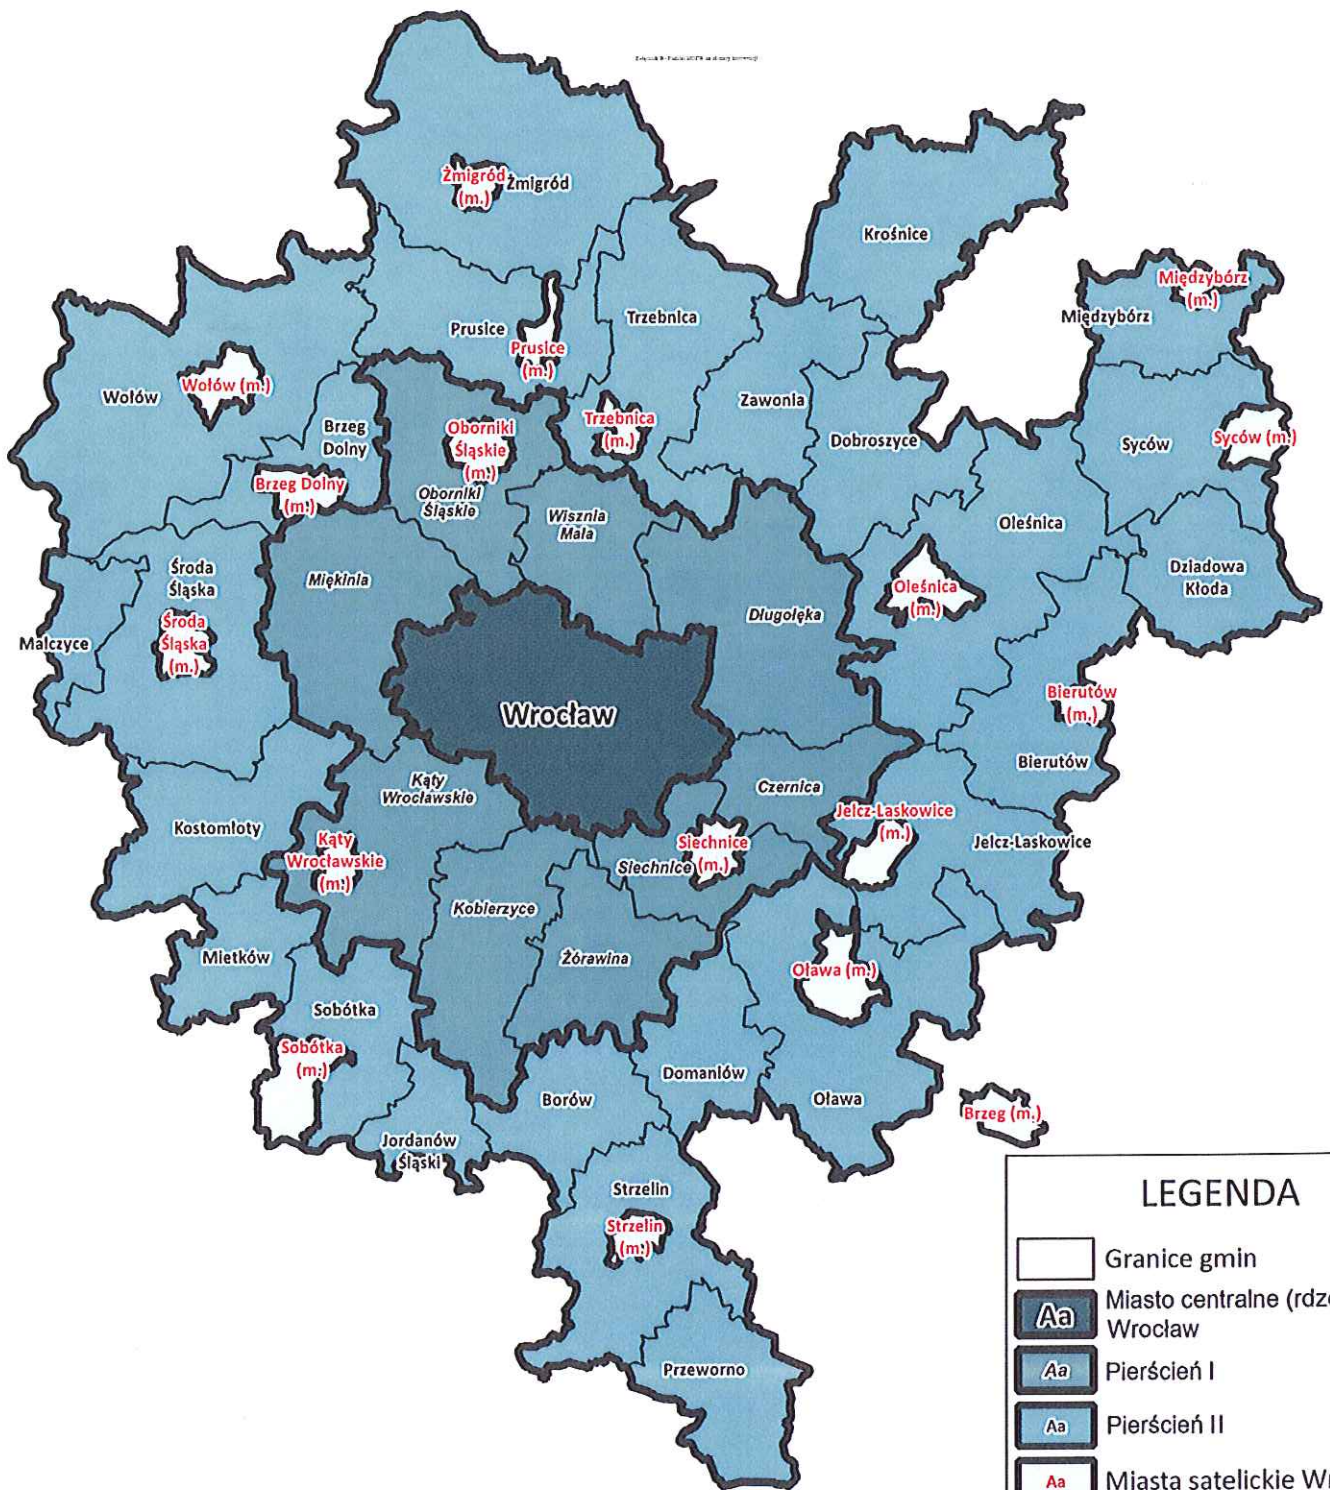 Żmigród
(m.)
Żmigród
Krośnice
Międzybórz
(m.)
Międzybórz
Trzebnica
Prusice
Prusice
(m.)
Wołów (m.)
Wołów
Zawonia
Trzebnica
(m.)
Brzeg
Dolny
Oborniki
Śląskie
(m.)
Dobroszyce
Syców
Syców (m.)
Brzeg Dolny
(m.)
Oborniki
Śląskie
Wisznia
Mała
Oleśnica
Środa
Śląska
Miękinia
Oleśnica
(m.)
Dziadowa
Kłoda
Malczyce
Środa
Śląska
(m.)
Długołęka
Wrocław
Bierutów
(m.)
Bierutów
Kąty
Wrocławskie
Czernica
Kostomłoty
Kąty
Wrocławskie
(m.)
Siechnice
(m.)
Siechnice
Jelcz-Laskowice
(m.)
Jelcz-Laskowice
Kobierzyce
Żórawina
Mietków
Oława (m.)
Sobótka
Sobótka
(m.)
Domaniów
Borów
Oława
Brzeg (m.)
Jordanów
Śląski
Strzelin
Strzelin
(m.)
Przeworno
LEGENDA
Granice gmin
Aa
Miasto centralne (rdze
Wrocław
Aa Pierścień I
Aa Pierścień II
Aa Miasta satelickie Wr